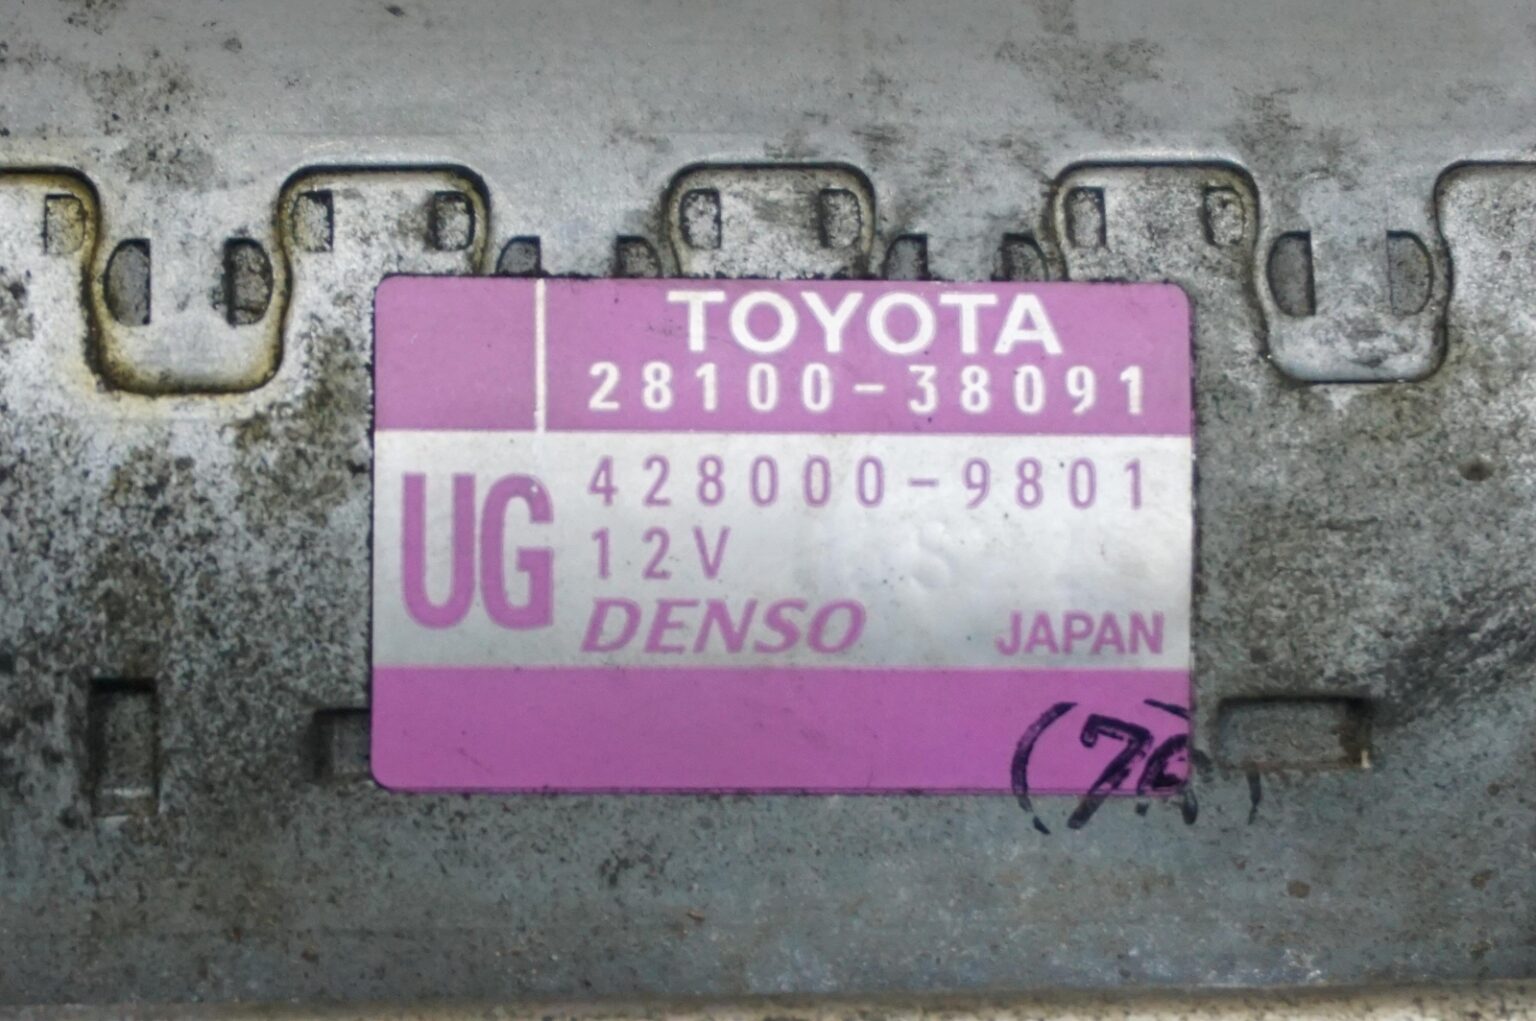 TOYOTA
28100-38091
UG
428000-9801
12V
DENSO JAPAN